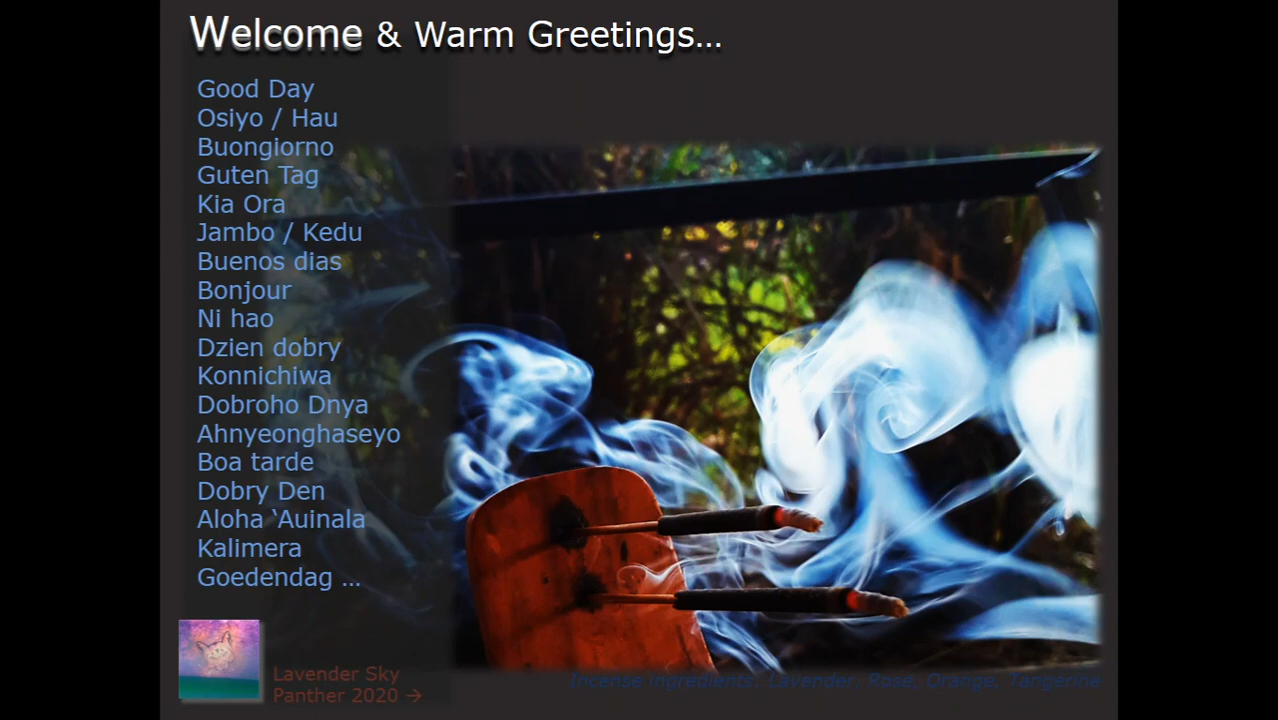 Welcome & Warm Greetings…
Good Day
Osiyo / Hau
Buongiorno
Guten Tag
Kia Ora
Jambo / Kedu
Buenos dias
Bonjour
Ni hao
Dzien dobry
Konnichiwa
Dobroho Dnya
Ahnyeonghaseyo
Boa tarde
Dobry Den
Aloha ‘Auinala
Kalimera
Goedendag …
Lavender Sky
Panther 2020 →
Incense ingredients: Lavender, Rose, Orange, Tangerine